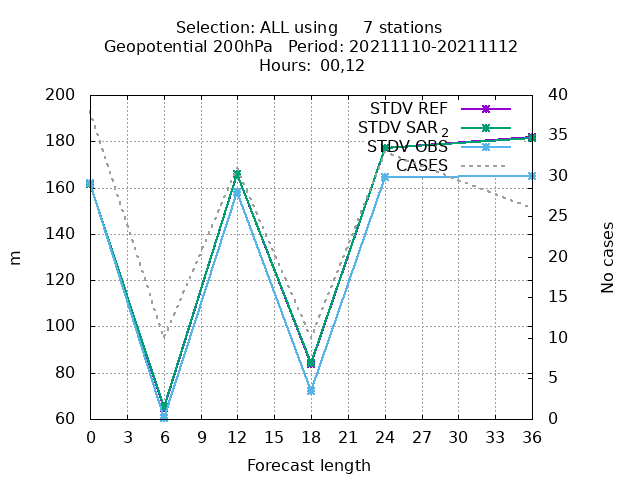 Selection: ALL using 7 stations
Geopotential 200hPa Period: 20211110-20211112
Hours: 00,12
STDV REF
STDV SAR 2
STDV OBS
CASES
200
180
160
140
120
100
80
60
40
35
30
25
20
15
10
5
0
m
No cases
0 3 6 9 12 15 18 21 24 27 30 33 36
Forecast length